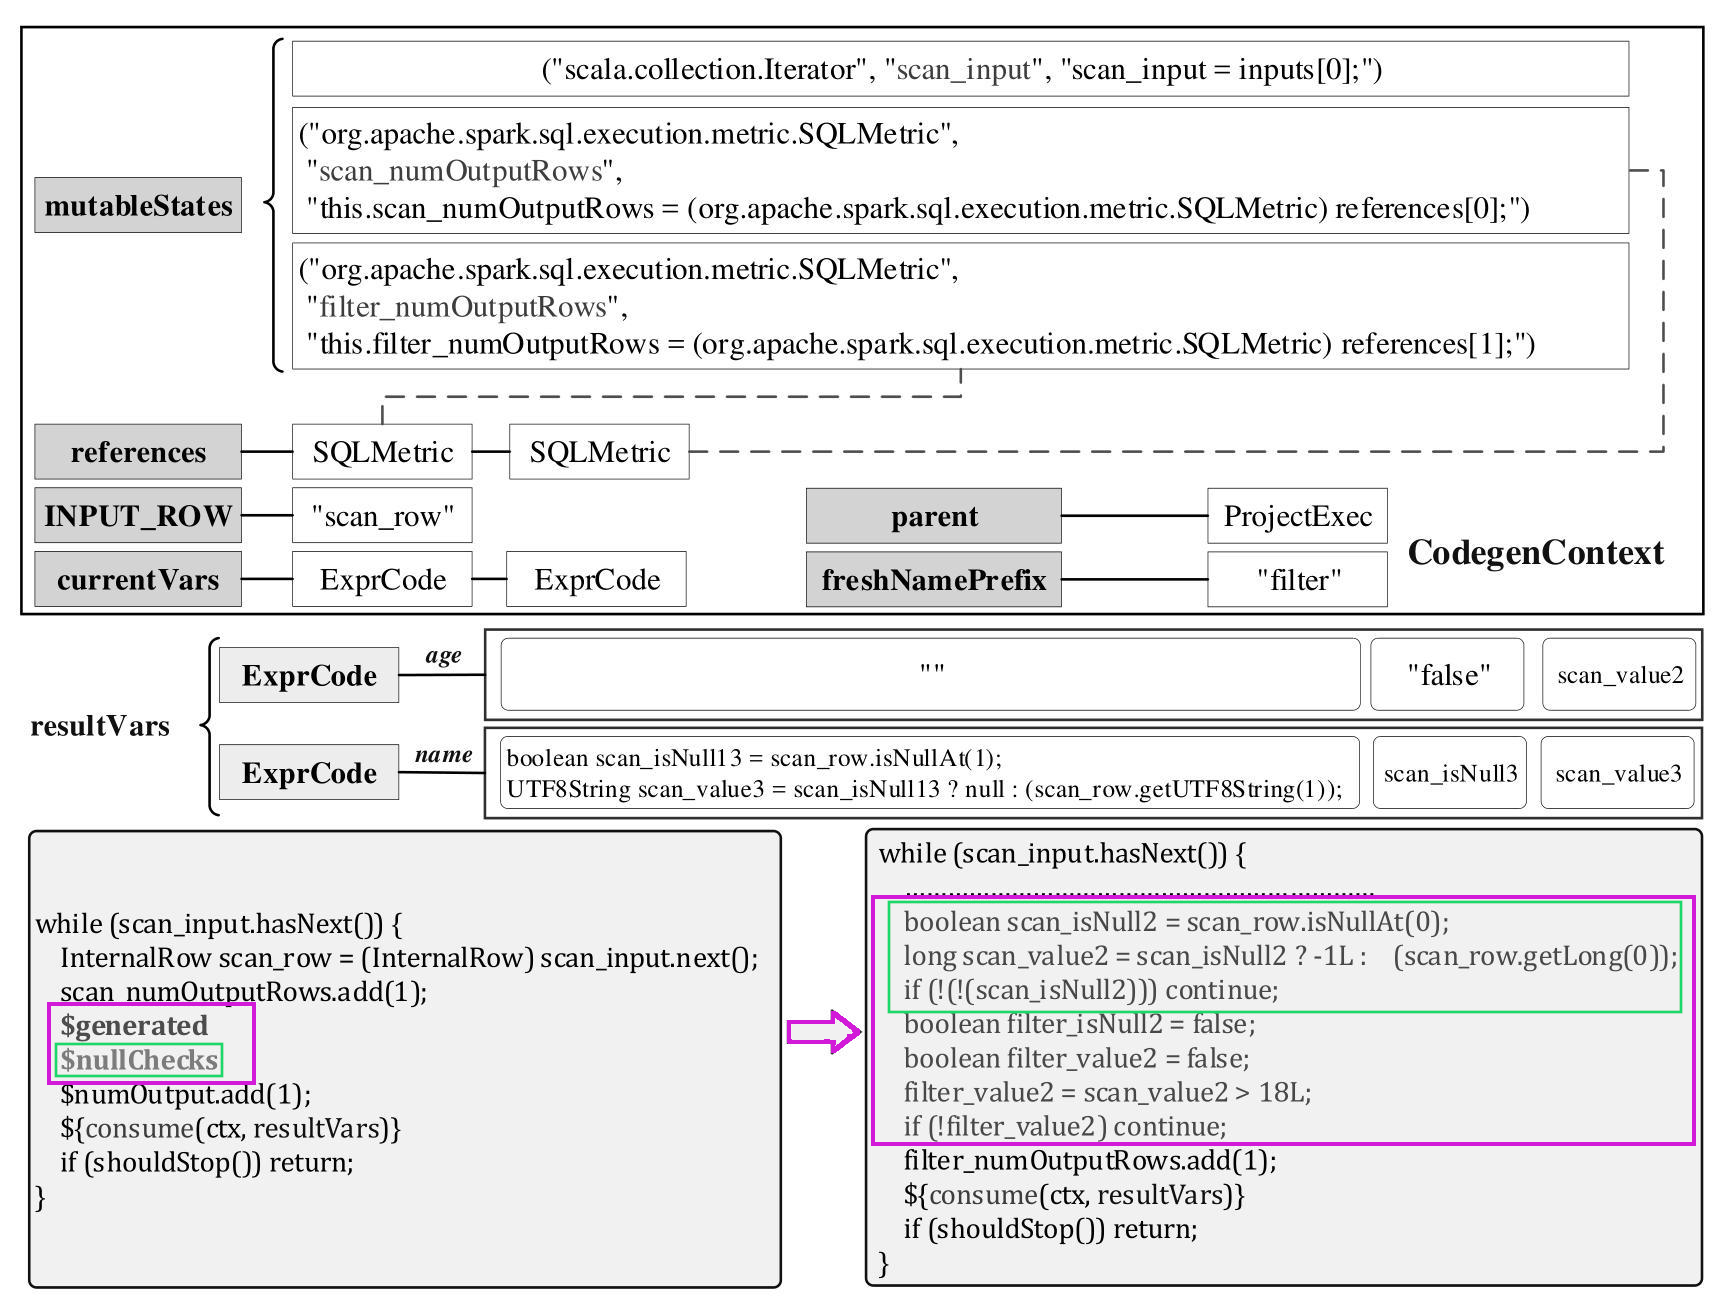 ("scala.collection.Iterator", "scan_input", "scan_input = inputs[0];")
("org.apache.spark.sql.execution.metric.SQLMetric",
"scan_numOutputRows",
"this.scan_numOutputRows = (org.apache.spark.sql.execution.metric.SQLMetric) references[0];")
mutableStates
("org.apache.spark.sql.execution.metric.SQLMetric",
"filter_numOutputRows",
"this.filter_numOutputRows = (org.apache.spark.sql.execution.metric.SQLMetric) references[1];")
references SQLMetric SQLMetric
INPUT_ROW "scan_row" parent ProjectExec
CodegenContext
currentVars ExprCode ExprCode freshNamePrefix "filter"
resultVars
ExprCode age "" "false" scan_value2
ExprCode name
boolean scan_isNull13 = scan_row.isNullAt(1);
UTF8String scan_value3 = scan_isNull13 ? null : (scan_row.getUTF8String(1));
scan_isNull3 scan_value3
while (scan_input.hasNext()) {
InternalRow scan_row = (InternalRow) scan_input.next();
scan_numOutputRows.add(1);
$generated
$nullChecks
$numOutput.add(1);
${consume(ctx, resultVars)}
if (shouldStop()) return;
}
while (scan_input.hasNext()) {
..................................................................
boolean scan_isNull2 = scan_row.isNullAt(0);
long scan_value2 = scan_isNull2 ? -1L : (scan_row.getLong(0));
if (!(!(scan_isNull2))) continue;
boolean filter_isNull2 = false;
boolean filter_value2 = false;
filter_value2 = scan_value2 > 18L;
if (!filter_value2) continue;
filter_numOutputRows.add(1);
${consume(ctx, resultVars)}
if (shouldStop()) return;
}